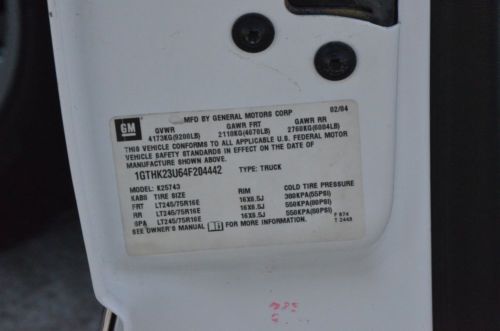 GM
MFD BY GENERAL MOTORS CORP 02/04
GVWR GAWR FRT GAWR RR
4173KG(9200LB) 2110KG(4670LB) 2760KG(6084LB)
THIS VEHICLE CONFORMS TO ALL APPLICABLE U.S. FEDERAL MOTOR
VEHICLE SAFETY STANDARDS IN EFFECT ON THE DATE OF
MANUFACTURE SHOWN ABOVE.
1GTHK23U64F204442 TYPE: TRUCK
MODEL: K25743
KABS TIRE SIZE RIM COLD TIRE PRESSURE
FRT LT245/75R16E 16X6.5J 380KPA(55PSI)
RR LT245/75R16E 16X6.5J 550KPA(80PSI)
SPA LT245/75R16E 16X6.5J 550KPA(80PSI)
SEE OWNER'S MANUAL FOR MORE INFORMATION.